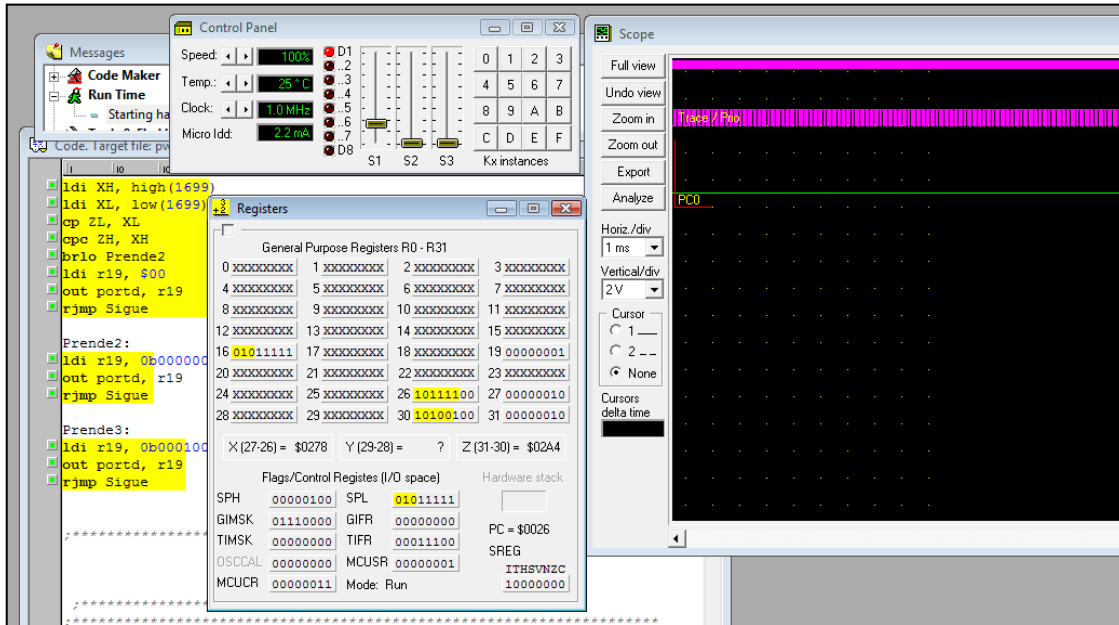 Control Panel
Speed: 100%
Temp.: 25 ° C
Clock: 1.0 MHz
Micro Idd: 2.2 mA
D1
..2
..3
..4
..5
..6
..7
D8
S1 S2 S3
0 1 2 3
4 5 6 7
8 9 A B
C D E F
Kx instances
Messages
Code Maker
Run Time
Starting ha
Code. Target file: pw
ldi XH, high(1699)
ldi XL, low(1699)
cp ZL, XL
cpc ZH, XH
brlo Prende2
ldi r19, $00
out portd, r19
rjmp Sigue
Prende2:
ldi r19, 0b000000
out portd, r19
rjmp Sigue
Prende3:
ldi r19, 0b000100
out portd, r19
rjmp Sigue
Registers
General Purpose Registers R0 - R31
0 XXXXXXXX 1 XXXXXXXX 2 XXXXXXXX 3 XXXXXXXX
4 XXXXXXXX 5 XXXXXXXX 6 XXXXXXXX 7 XXXXXXXX
8 XXXXXXXX 9 XXXXXXXX 10 XXXXXXXX 11 XXXXXXXX
12 XXXXXXXX 13 XXXXXXXX 14 XXXXXXXX 15 XXXXXXXX
16 01011111 17 XXXXXXXX 18 XXXXXXXX 19 00000001
20 XXXXXXXX 21 XXXXXXXX 22 XXXXXXXX 23 XXXXXXXX
24 XXXXXXXX 25 XXXXXXXX 26 10111100 27 00000010
28 XXXXXXXX 29 XXXXXXXX 30 10100100 31 00000010
X (27-26) = $0278 Y (29-28) = ? Z (31-30) = $02A4
Flags/Control Registes (I/O space) Hardware stack
SPH 00000100 SPL 01011111
GIMSK 01110000 GIFR 00000000
TIMSK 00000000 TIFR 00011100
OSCCAL 00000000 MCUSR 00000001
MCUCR 00000011 Mode: Run
PC = $0026
SREG
ITHSVNZC
10000000
Scope
Full view
Undo view
Zoom in
Zoom out
Export
Analyze
Horiz./div
1 ms
Vertical/div
2 V
Cursor
1 ___
2 _ _
None
Cursors
delta time
Trace / Prio
PC0